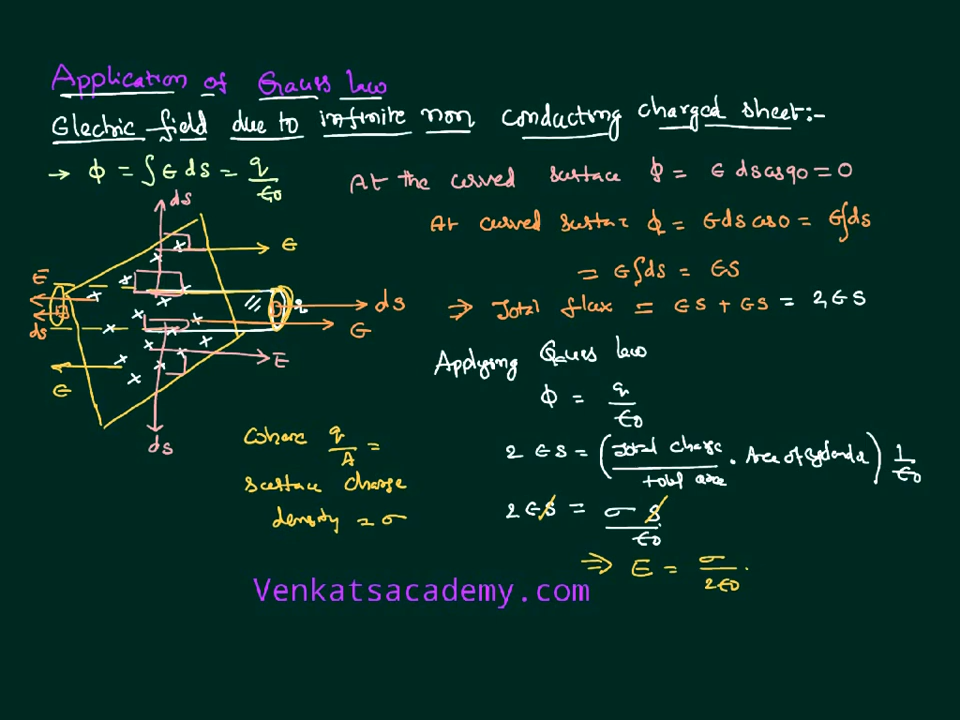 Application of Gauss law
Electric field due to infinite non conducting charged sheet:-
→ φ = ∫ E ds = q/ε0
At the curved surface φ = E ds cos90 = 0
At curved surface φ = E ds cos0 = E∫ds
= E∫ds = ES
⇒ Total flux = ES + ES = 2ES
Applying Gauss law
φ = q/ε0
2ES = (Total charge/total area . Area of cylinder) 1/ε0
2ES = σS/ε0
⇒ E = σ/2ε0.
where q/A =
surface charge
density = σ
ds
E
E
ds
ds
E
E
E
ds
Venkatsacademy.com